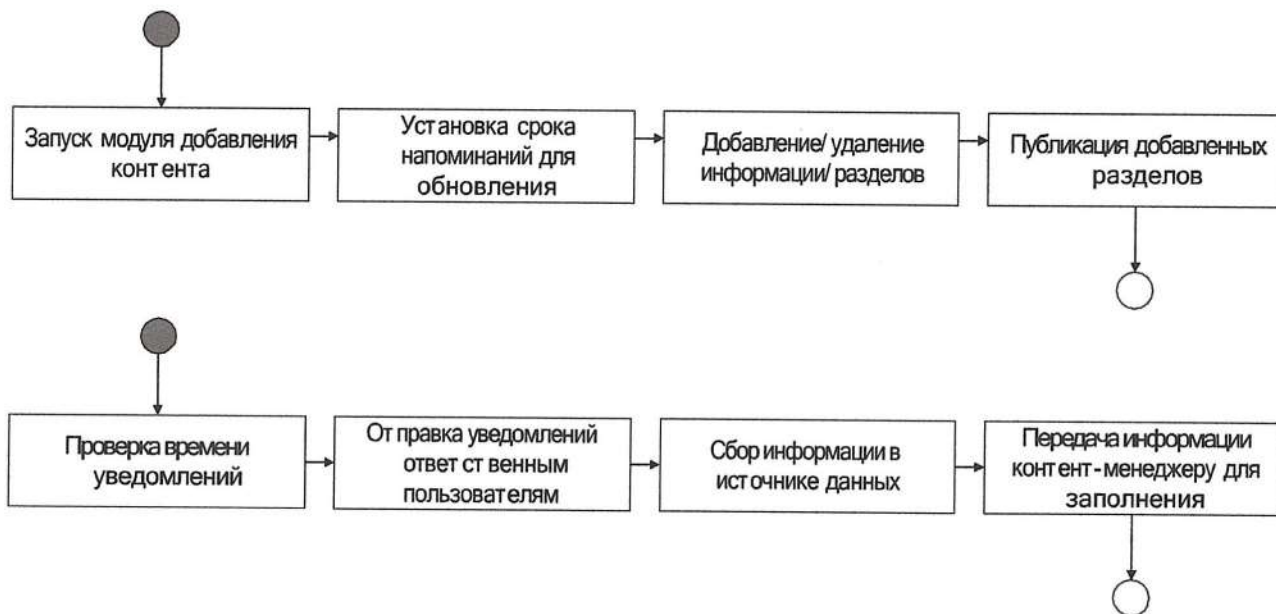 Запуск модуля добавления
контента
Установка срока
напоминаний для
обновления
Добавление/ удаление
информации/ разделов
Публикация добавленных
разделов
Проверка времени
уведомлений
Отправка уведомлений
ответственным
пользователям
Сбор информации в
источнике данных
Передача информации
контент-менеджеру для
заполнения